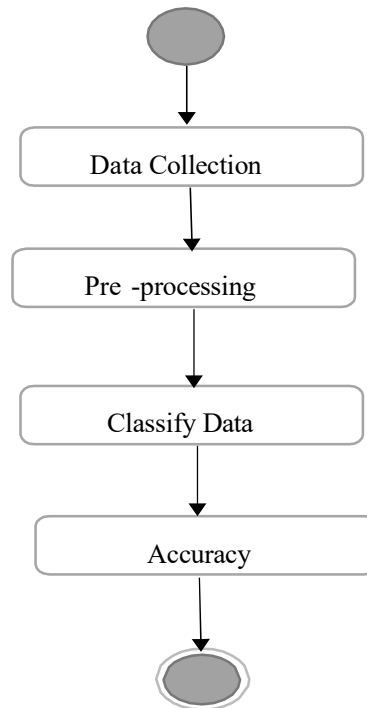 Data Collection
Pre -processing
Classify Data
Accuracy